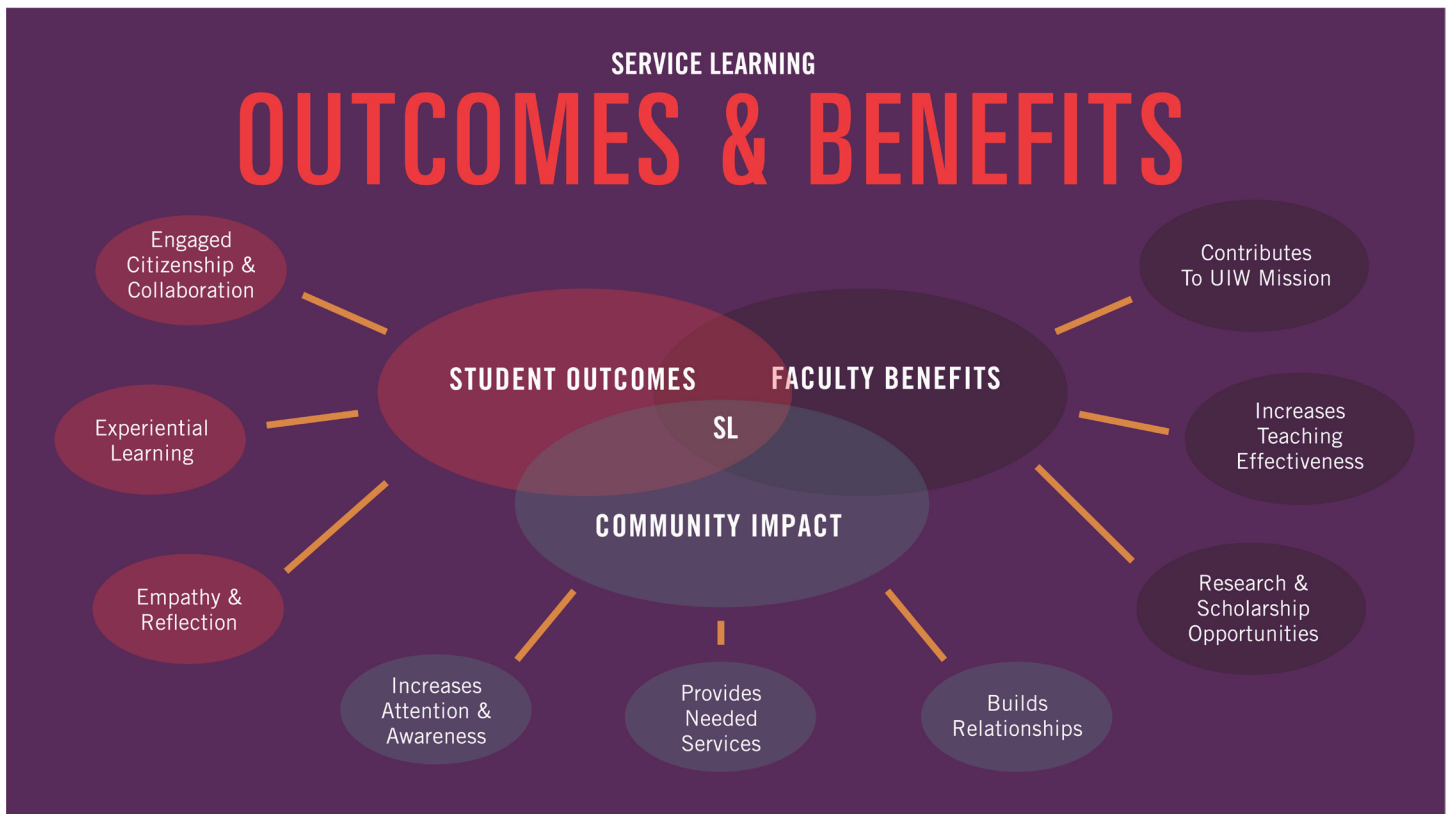 SERVICE LEARNING
OUTCOMES & BENEFITS
Engaged
Citizenship &
Collaboration
Experiential
Learning
Empathy &
Reflection
STUDENT OUTCOMES
FACULTY BENEFITS
SL
COMMUNITY IMPACT
Contributes
To UIW Mission
Increases
Teaching
Effectiveness
Research &
Scholarship
Opportunities
Increases
Attention &
Awareness
Provides
Needed
Services
Builds
Relationships